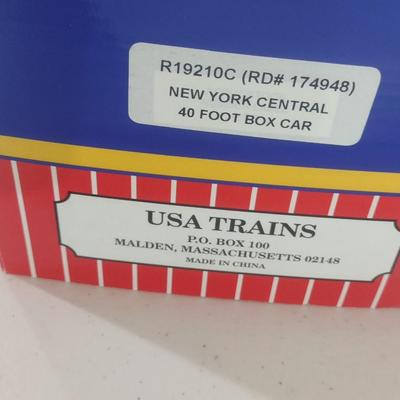 R19210C (RD# 174948)
NEW YORK CENTRAL
40 FOOT BOX CAR
USA TRAINS
P.O. BOX 100
MALDEN, MASSACHUSETTS 02148
MADE IN CHINA